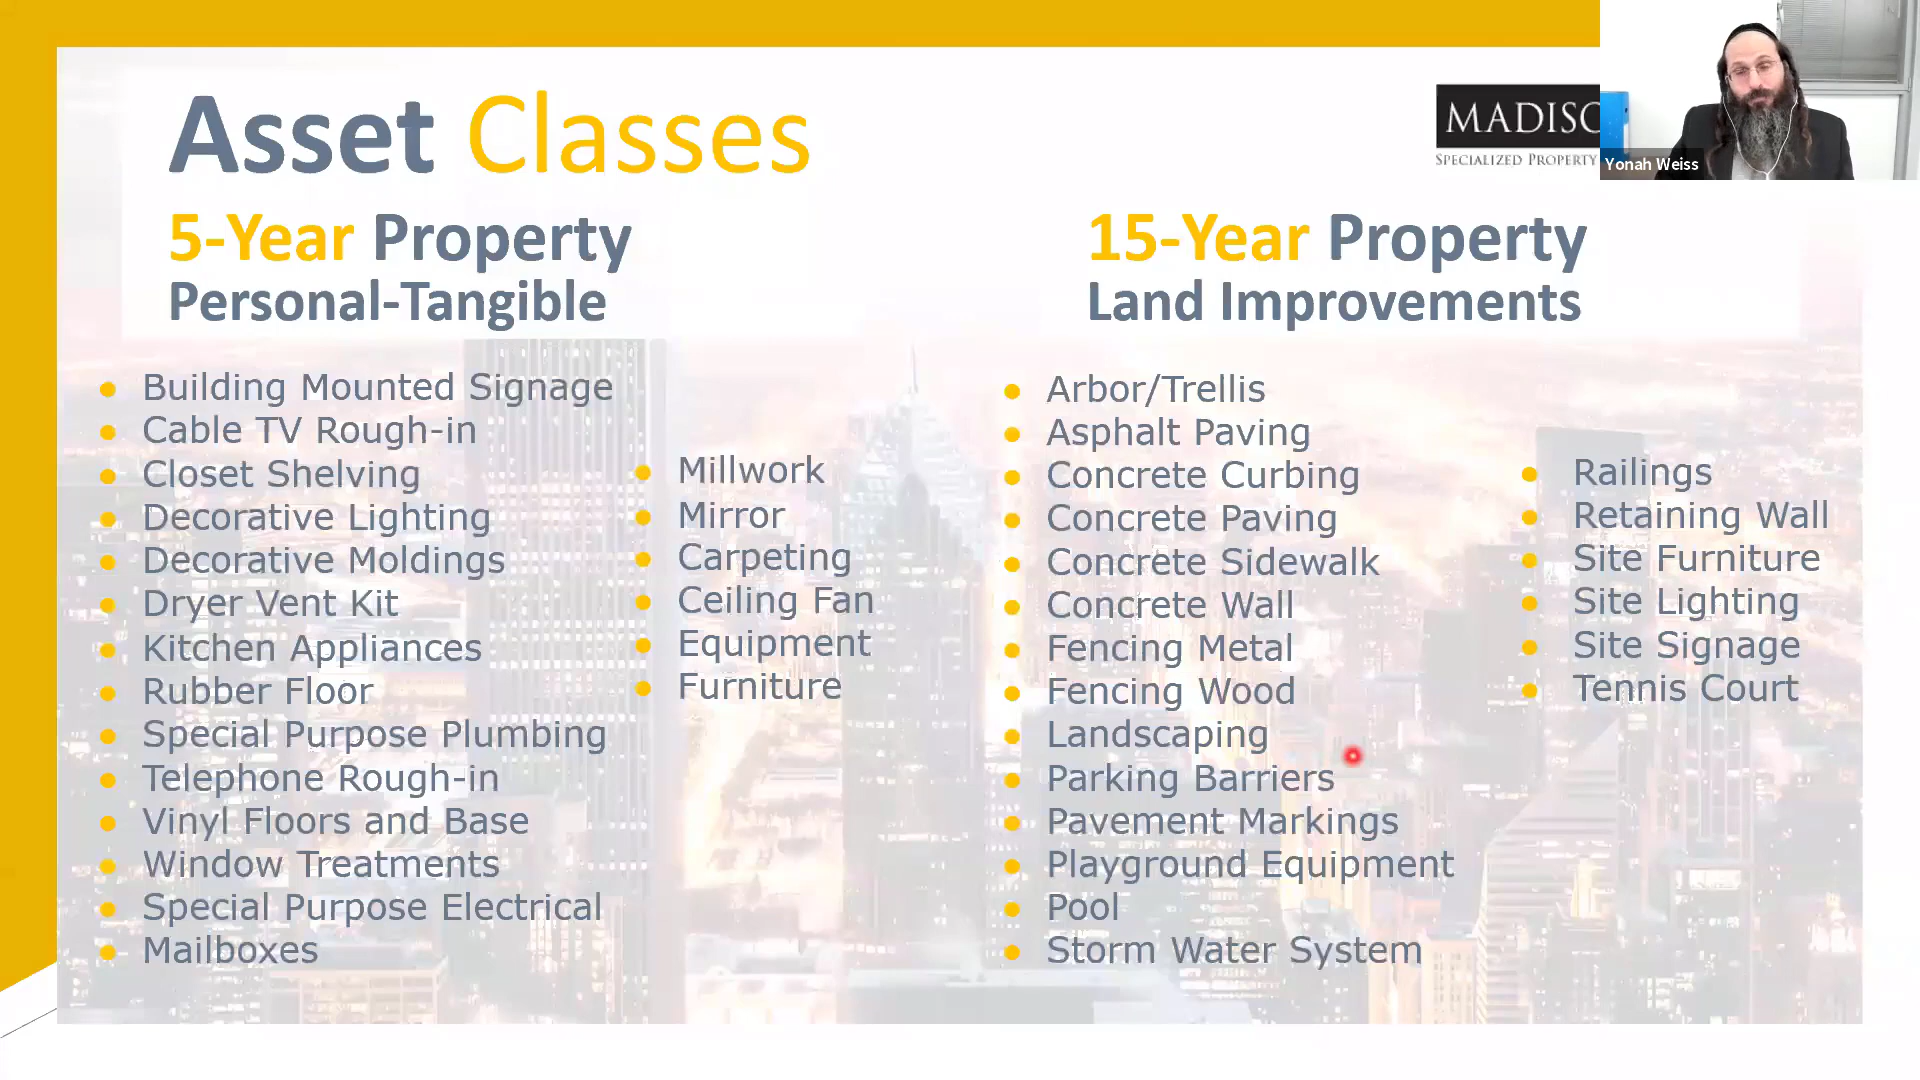 Asset Classes
MADISC
SPECIALIZED PROPERTY
Yonah Weiss
5-Year Property
Personal-Tangible
Building Mounted Signage
Cable TV Rough-in
Closet Shelving
Decorative Lighting
Decorative Moldings
Dryer Vent Kit
Kitchen Appliances
Rubber Floor
Special Purpose Plumbing
Telephone Rough-in
Vinyl Floors and Base
Window Treatments
Special Purpose Electrical
Mailboxes
Millwork
Mirror
Carpeting
Ceiling Fan
Equipment
Furniture
15-Year Property
Land Improvements
Arbor/Trellis
Asphalt Paving
Concrete Curbing
Concrete Paving
Concrete Sidewalk
Concrete Wall
Fencing Metal
Fencing Wood
Landscaping
Parking Barriers
Pavement Markings
Playground Equipment
Pool
Storm Water System
Railings
Retaining Wall
Site Furniture
Site Lighting
Site Signage
Tennis Court